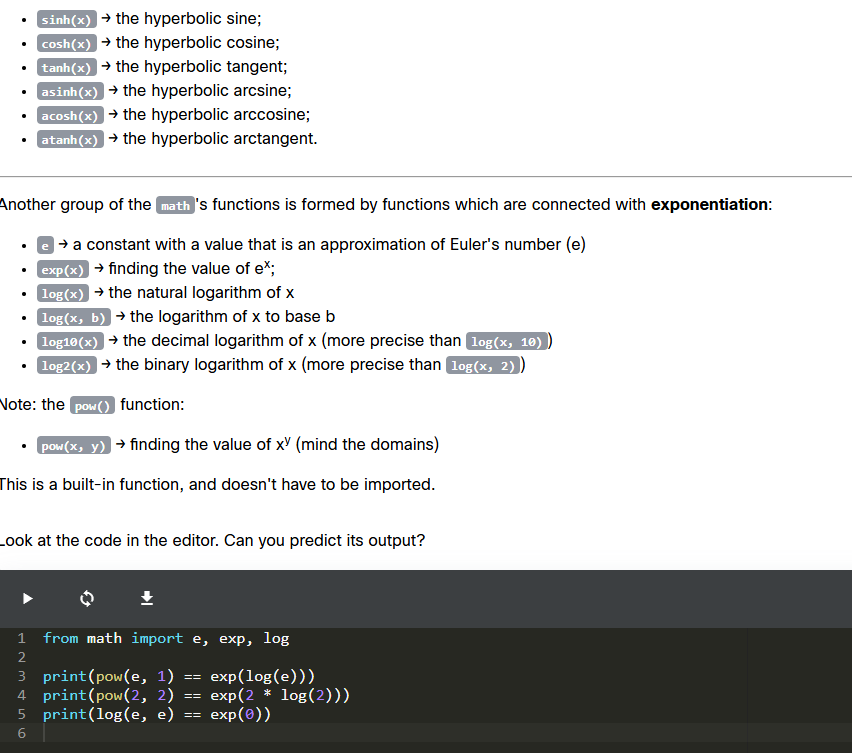 • sinh(x) → the hyperbolic sine;
• cosh(x) → the hyperbolic cosine;
• tanh(x) → the hyperbolic tangent;
• asinh(x) → the hyperbolic arcsine;
• acosh(x) → the hyperbolic arccosine;
• atanh(x) → the hyperbolic arctangent.
Another group of the math's functions is formed by functions which are connected with exponentiation:
• e → a constant with a value that is an approximation of Euler's number (e)
• exp(x) → finding the value of eˣ;
• log(x) → the natural logarithm of x
• log(x, b) → the logarithm of x to base b
• log10(x) → the decimal logarithm of x (more precise than log(x, 10))
• log2(x) → the binary logarithm of x (more precise than log(x, 2))
Note: the pow() function:
• pow(x, y) → finding the value of xʸ (mind the domains)
This is a built-in function, and doesn't have to be imported.
Look at the code in the editor. Can you predict its output?
1 from math import e, exp, log
2
3 print(pow(e, 1) == exp(log(e)))
4 print(pow(2, 2) == exp(2 * log(2)))
5 print(log(e, e) == exp(0))
6